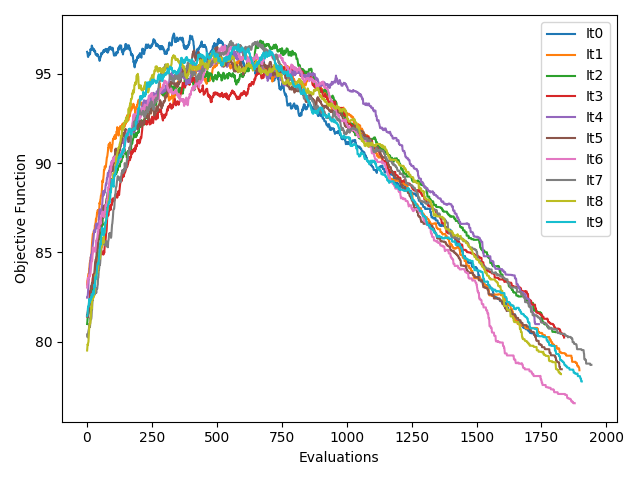 95
90
85
80
Objective Function
0
250
500
750
1000
1250
1500
1750
2000
Evaluations
It0
It1
It2
It3
It4
It5
It6
It7
It8
It9